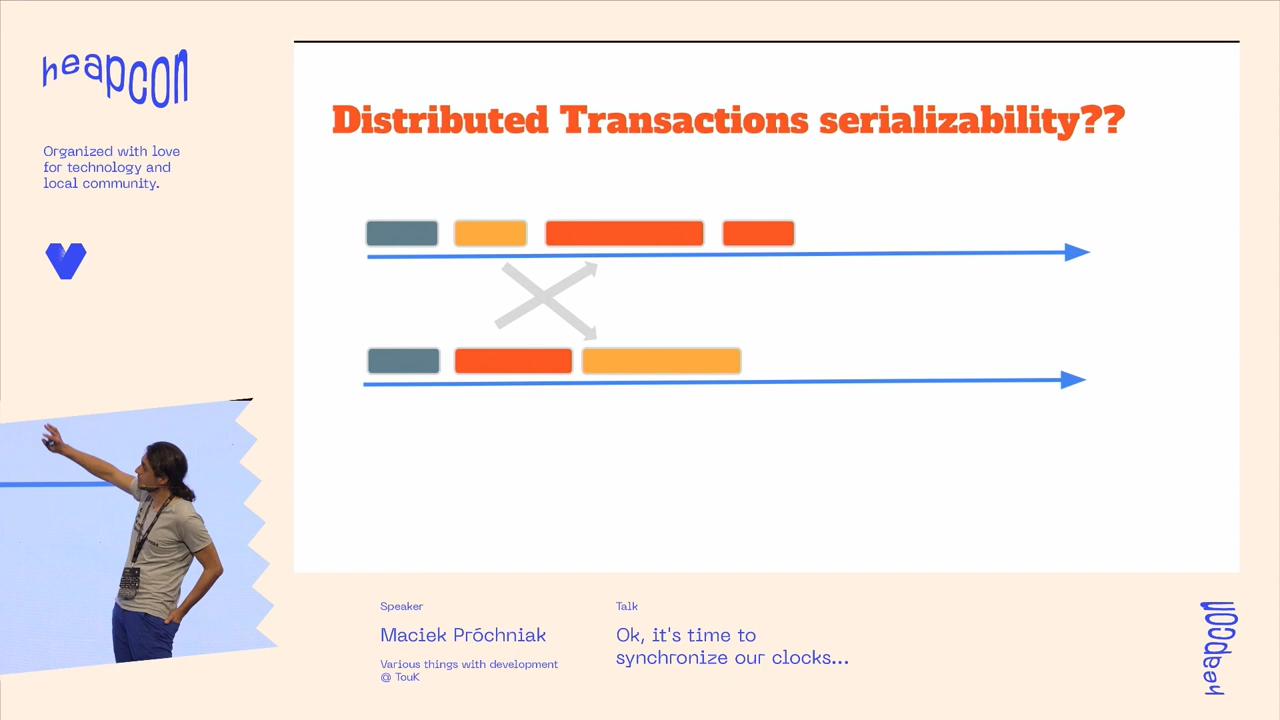 heapcon
Organized with love
for technology and
local community.
Distributed Transactions serializability??
Speaker
Maciek Próchniak
Various things with development
@ TouK
Talk
Ok, it's time to
synchronize our clocks...
heapcon